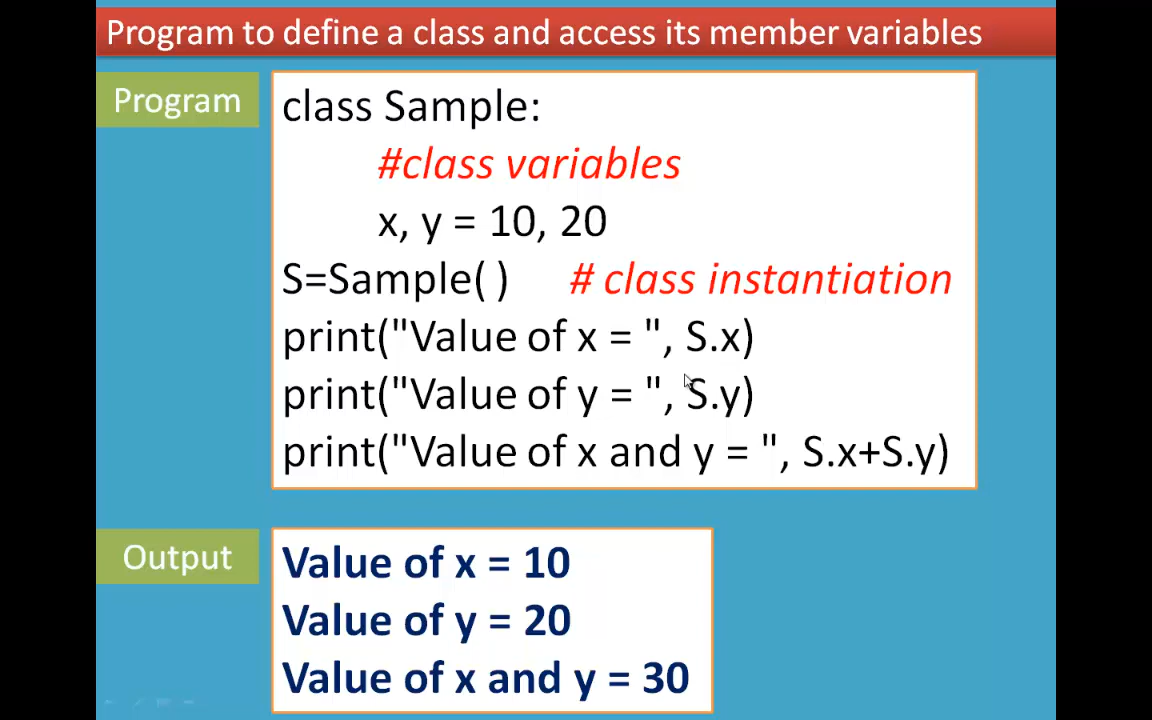 Program to define a class and access its member variables
Program
class Sample:
#class variables
x, y = 10, 20
S=Sample( ) # class instantiation
print("Value of x = ", S.x)
print("Value of y = ", S.y)
print("Value of x and y = ", S.x+S.y)
Output
Value of x = 10
Value of y = 20
Value of x and y = 30